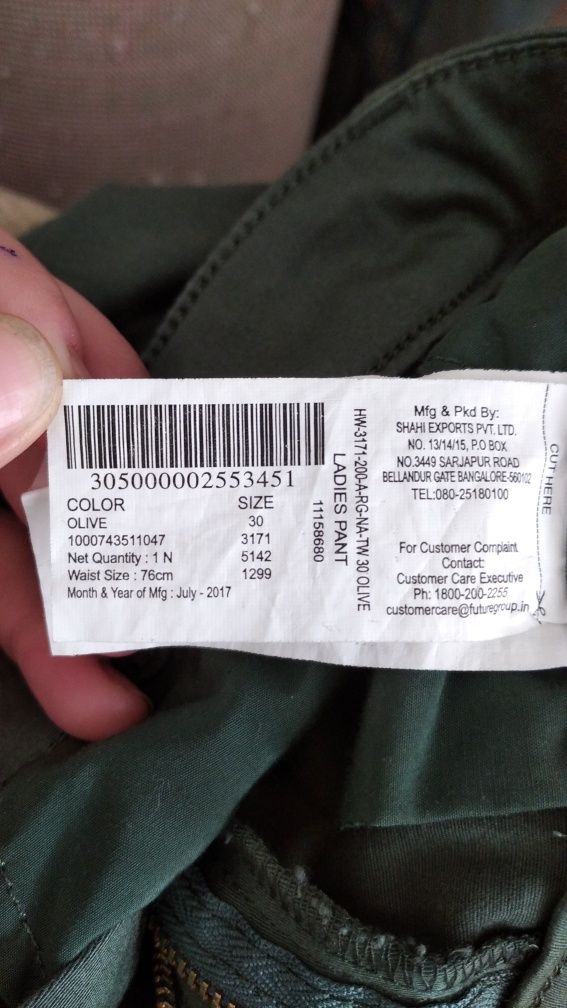 305000002553451
COLOR SIZE
OLIVE 30
1000743511047 3171
Net Quantity : 1 N 5142
Waist Size : 76cm 1299
Month & Year of Mfg : July - 2017
11158680
LADIES PANT
HW-3171-200-A-RG-NA-TW 30 OLIVE
Mfg & Pkd By:
SHAHI EXPORTS PVT. LTD.
NO. 13/14/15, P.O BOX
NO.3449 SARJAPUR ROAD
BELLANDUR GATE BANGALORE-560102
TEL:080-25180100
For Customer Complaint
Contact:
Customer Care Executive
Ph: 1800-200-2255
customercare@futuregroup.in
CUT HERE